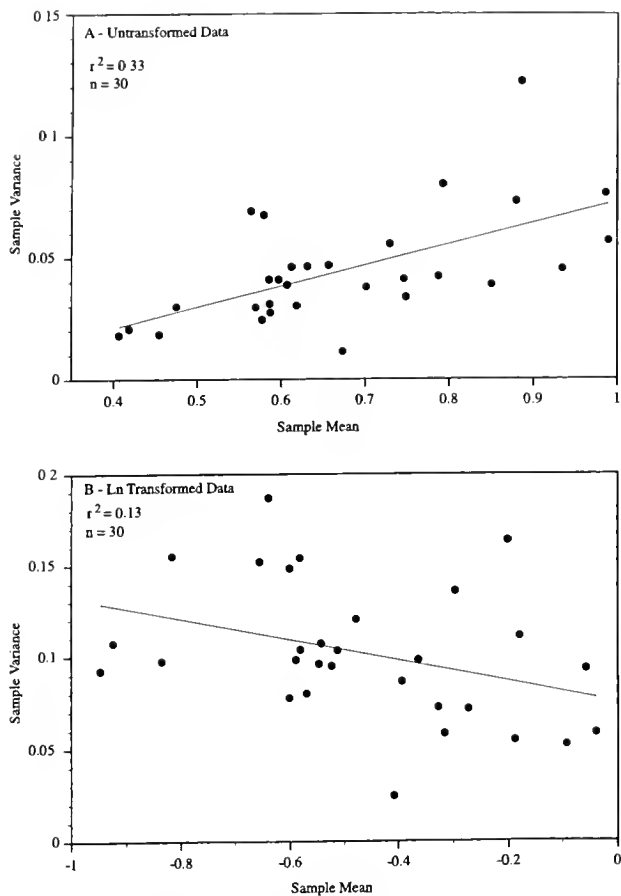 0.15
A - Untransformed Data
r2 = 0 33
n = 30
0 1
Sample Variance
0.05
0
0.4 0.5 0.6 0.7 0.8 0.9 1
Sample Mean
0 2
B - Ln Transformed Data
r2 = 0.13
n = 30
0.15
Sample Variance
0.1
0.05
0
-1 -0.8 -0.6 -0.4 -0.2 0
Sample Mean